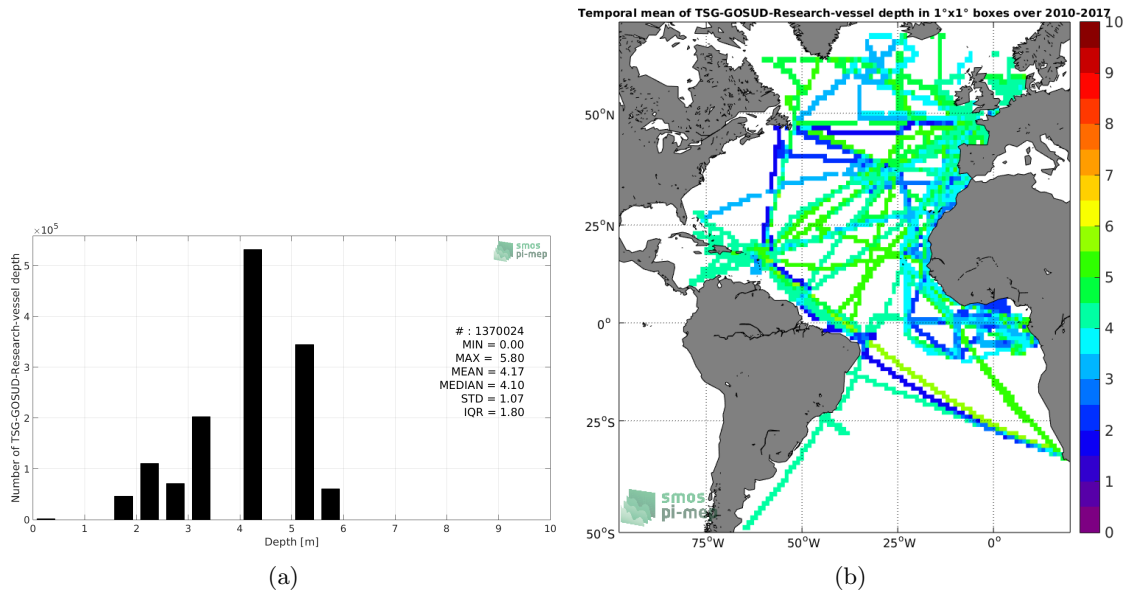 Temporal mean of TSG-GOSUD-Research-vessel depth in 1°x1° boxes over 2010-2017
×10⁵
Number of TSG-GOSUD-Research-vessel depth
5
4
3
2
1
0
smos
pi-mep
# : 1370024
MIN = 0.00
MAX = 5.80
MEAN = 4.17
MEDIAN = 4.10
STD = 1.07
IQR = 1.80
0 1 2 3 4 5 6 7 8 9 10
Depth [m]
(a)
50°N
25°N
0°
25°S
50°S
75°W 50°W 25°W 0°
smos
pi-mep
10
9
8
7
6
5
4
3
2
1
0
(b)